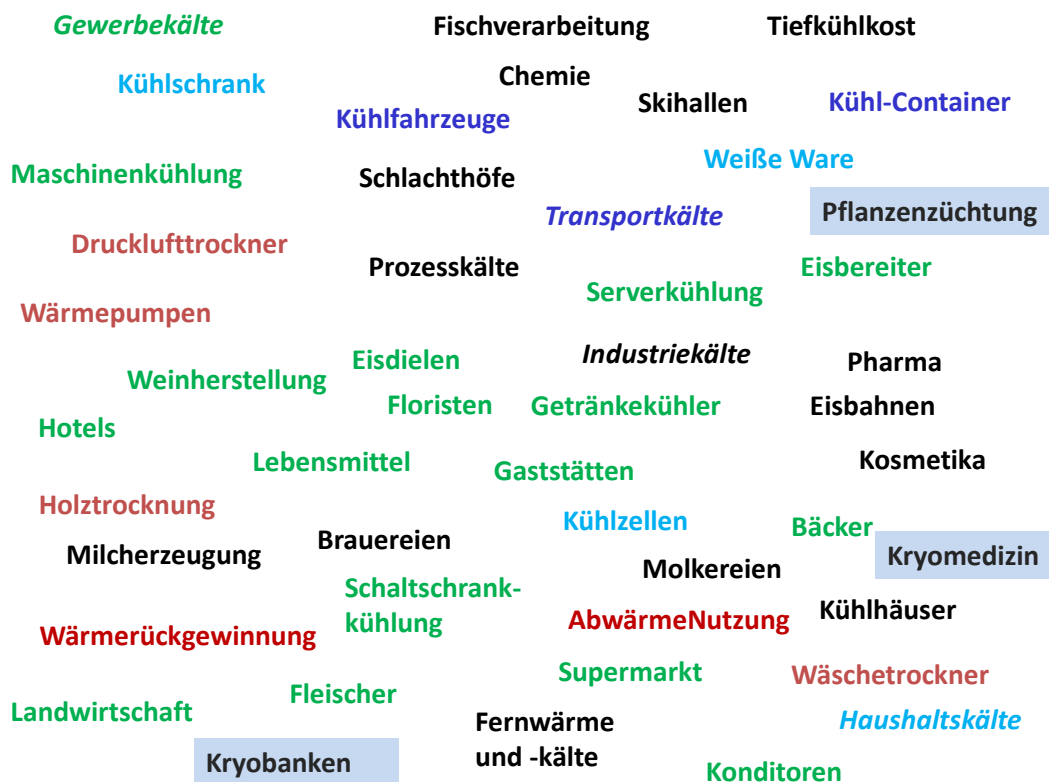 Gewerbekälte
Fischverarbeitung
Tiefkühlkost
Kühlschrank
Chemie
Skihallen
Kühl-Container
Kühlfahrzeuge
Weiße Ware
Maschinenkühlung
Schlachthöfe
Transportkälte
Pflanzenzüchtung
Drucklufttrockner
Prozesskälte
Eisbereiter
Serverkühlung
Wärmepumpen
Industriekälte
Pharma
Eisdielen
Weinherstellung
Floristen
Getränkekühler
Eisbahnen
Hotels
Lebensmittel
Gaststätten
Kosmetika
Holztrocknung
Kühlzellen
Bäcker
Brauereien
Milcherzeugung
Kryomedizin
Molkereien
Schaltschrank-
kühlung
Kühlhäuser
AbwärmeNutzung
Wärmerückgewinnung
Supermarkt
Wäschetrockner
Fleischer
Landwirtschaft
Fernwärme
und -kälte
Haushaltskälte
Kryobanken
Konditoren